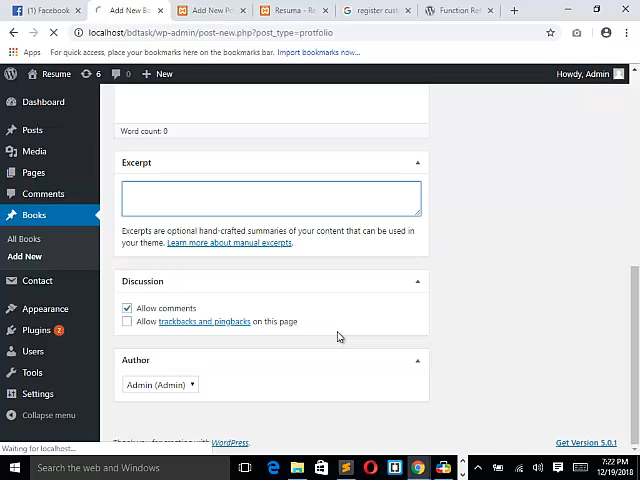 (1) Facebook
Add New Bo
Add New Po
Resuma - Re
register cust
Function Ref
localhost/bdtask/wp-admin/post-new.php?post_type=protfolio
Apps For quick access, place your bookmarks here on the bookmarks bar. Import bookmarks now...
Resume 6 0 + New Howdy, Admin
Dashboard
Posts
Media
Pages
Comments
Books
All Books
Add New
Contact
Appearance
Plugins 2
Users
Tools
Settings
Collapse menu
Word count: 0
Excerpt
Excerpts are optional hand-crafted summaries of your content that can be used in
your theme. Learn more about manual excerpts.
Discussion
Allow comments
Allow trackbacks and pingbacks on this page
Author
Admin (Admin)
Thank you for creating with WordPress.
Get Version 5.0.1
Waiting for localhost...
Search the web and Windows
7:22 PM
12/19/2018